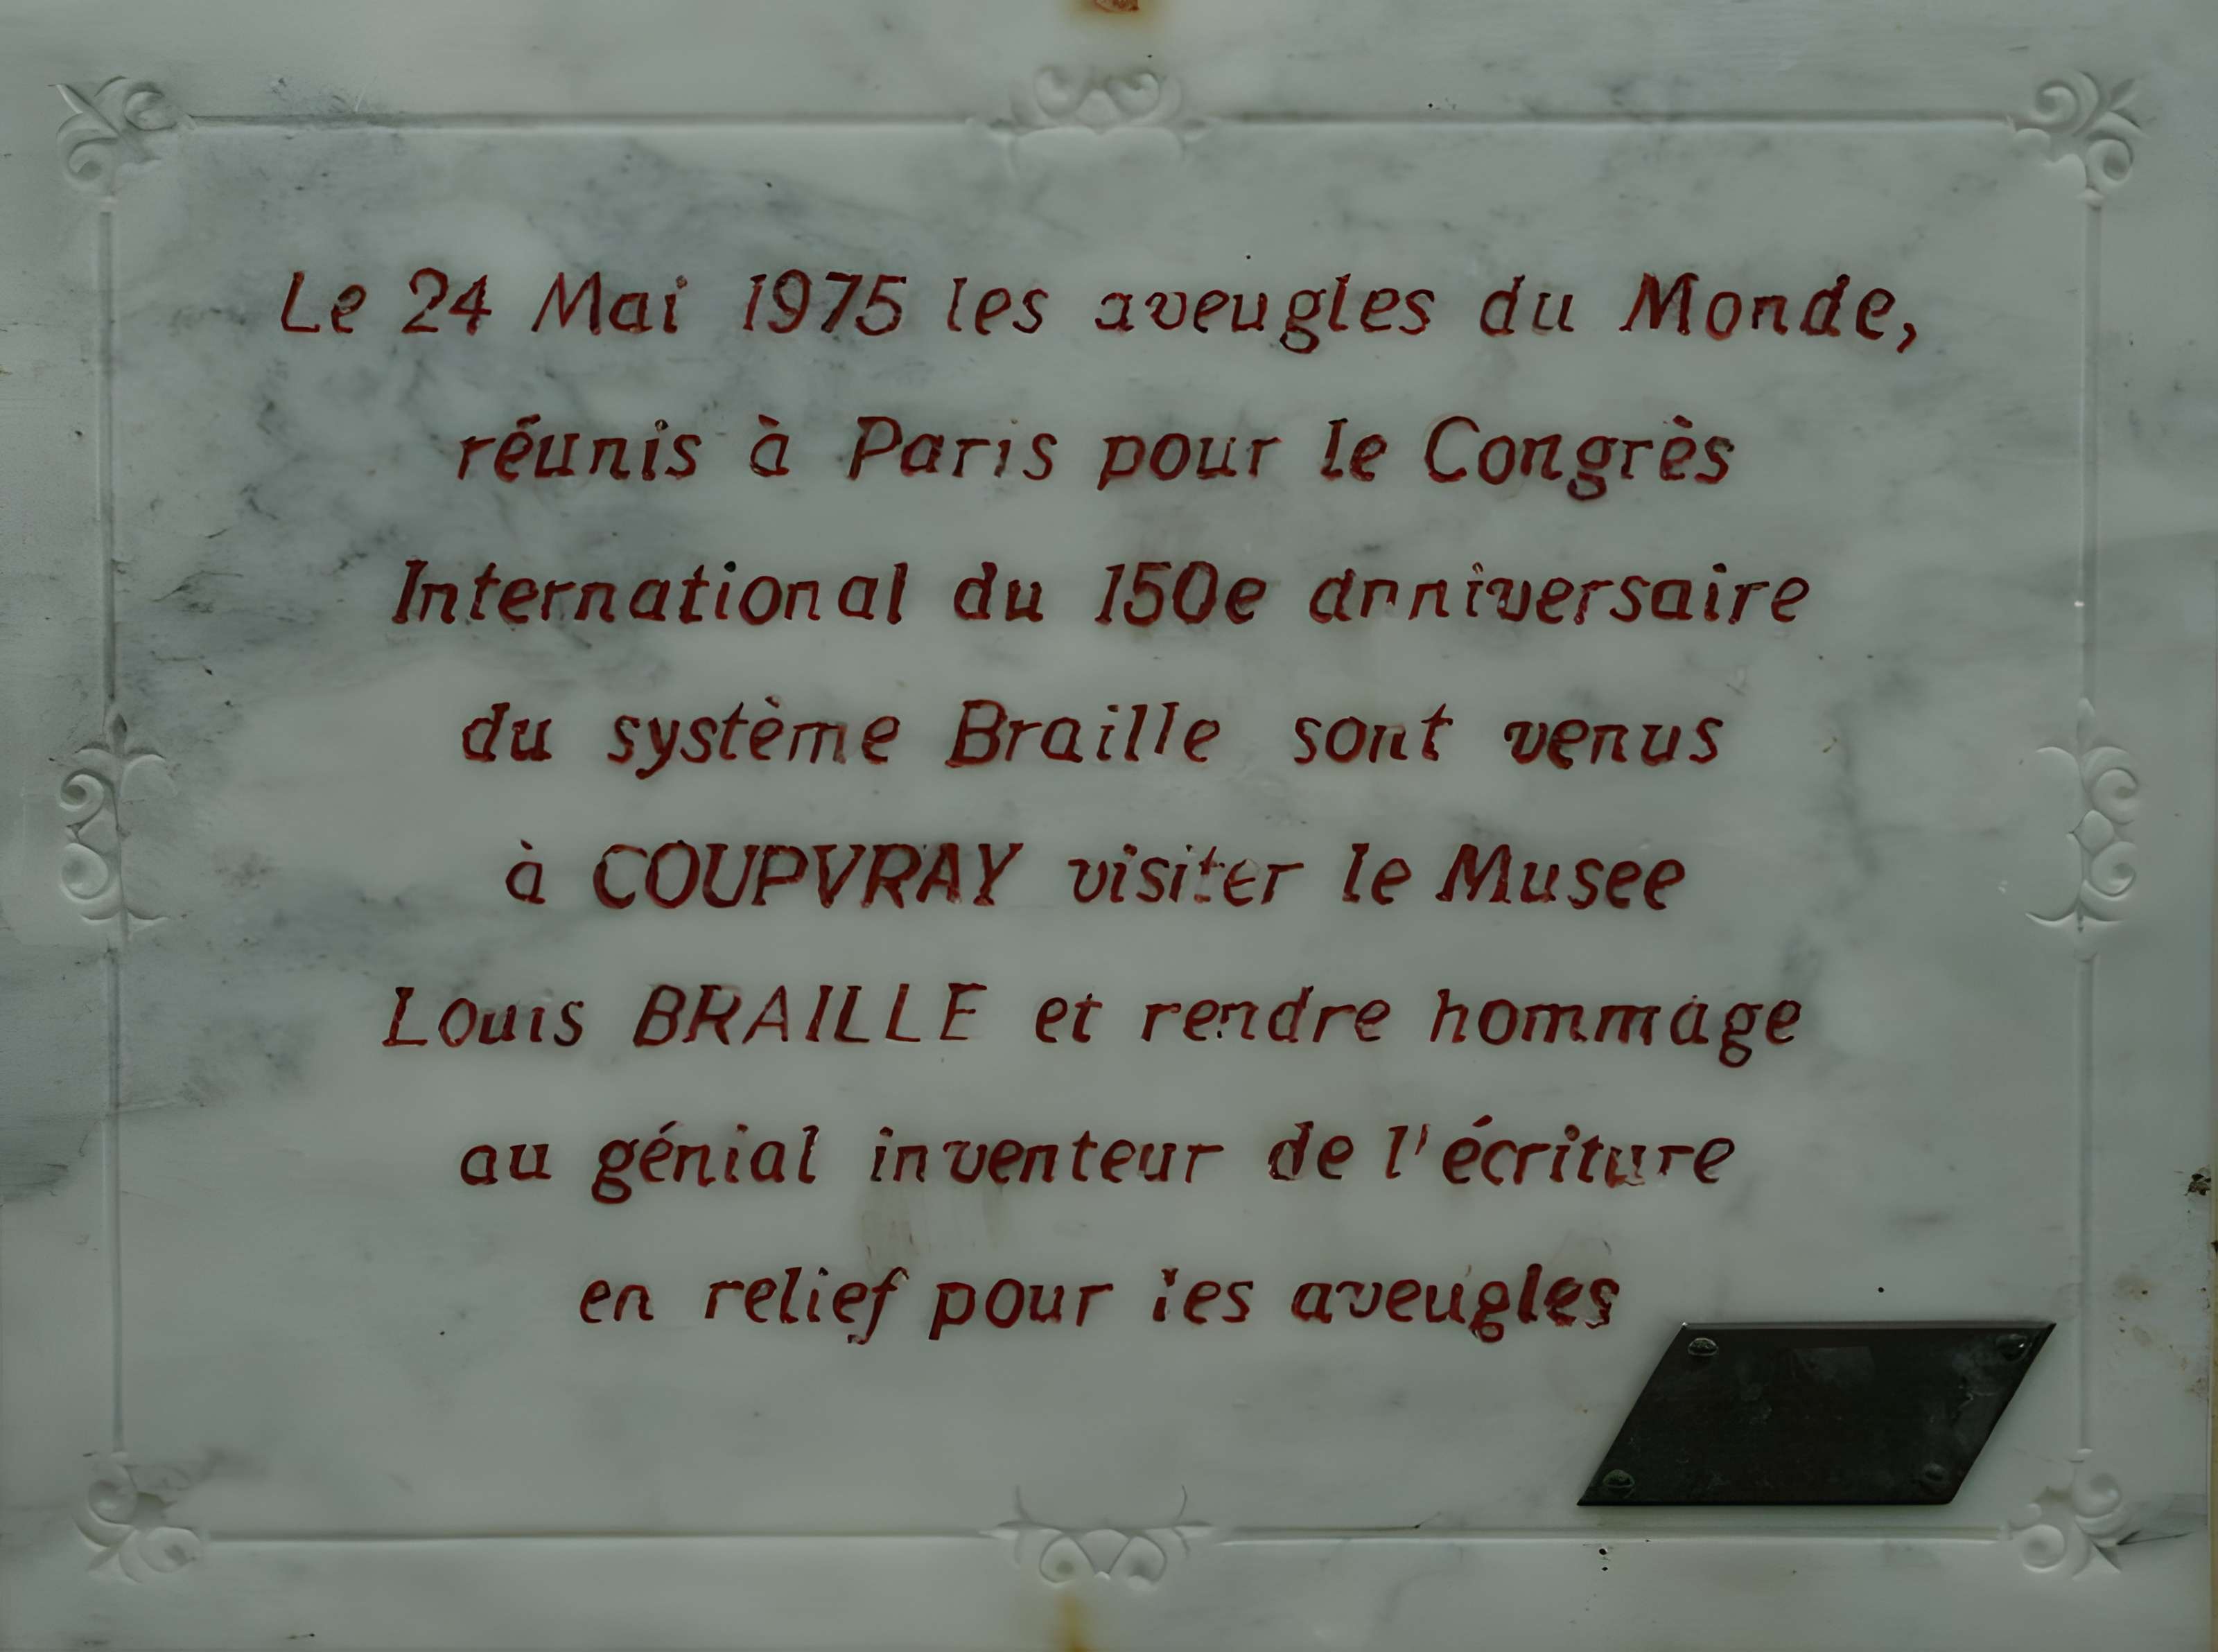 Le 24 Mai 1975 les aveugles du Monde,
réunis à Paris pour le Congrès
International du 150e anniversaire
du système Braille sont venus
à COUPVRAY visiter le Musee
Louis BRAILLE et rendre hommage
au génial inventeur de l'écriture
en relief pour les aveugles